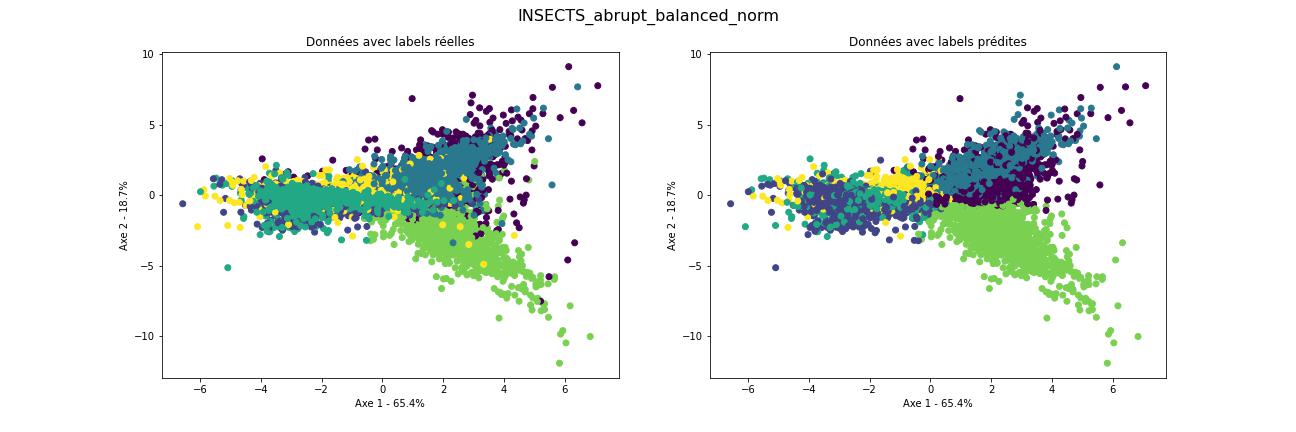 INSECTS_abrupt_balanced_norm
Données avec labels réelles
Données avec labels prédites
10
5
0
−5
−10
Axe 2 - 18.7%
−6 −4 −2 0 2 4 6
Axe 1 - 65.4%
10
5
0
−5
−10
Axe 2 - 18.7%
−6 −4 −2 0 2 4 6
Axe 1 - 65.4%